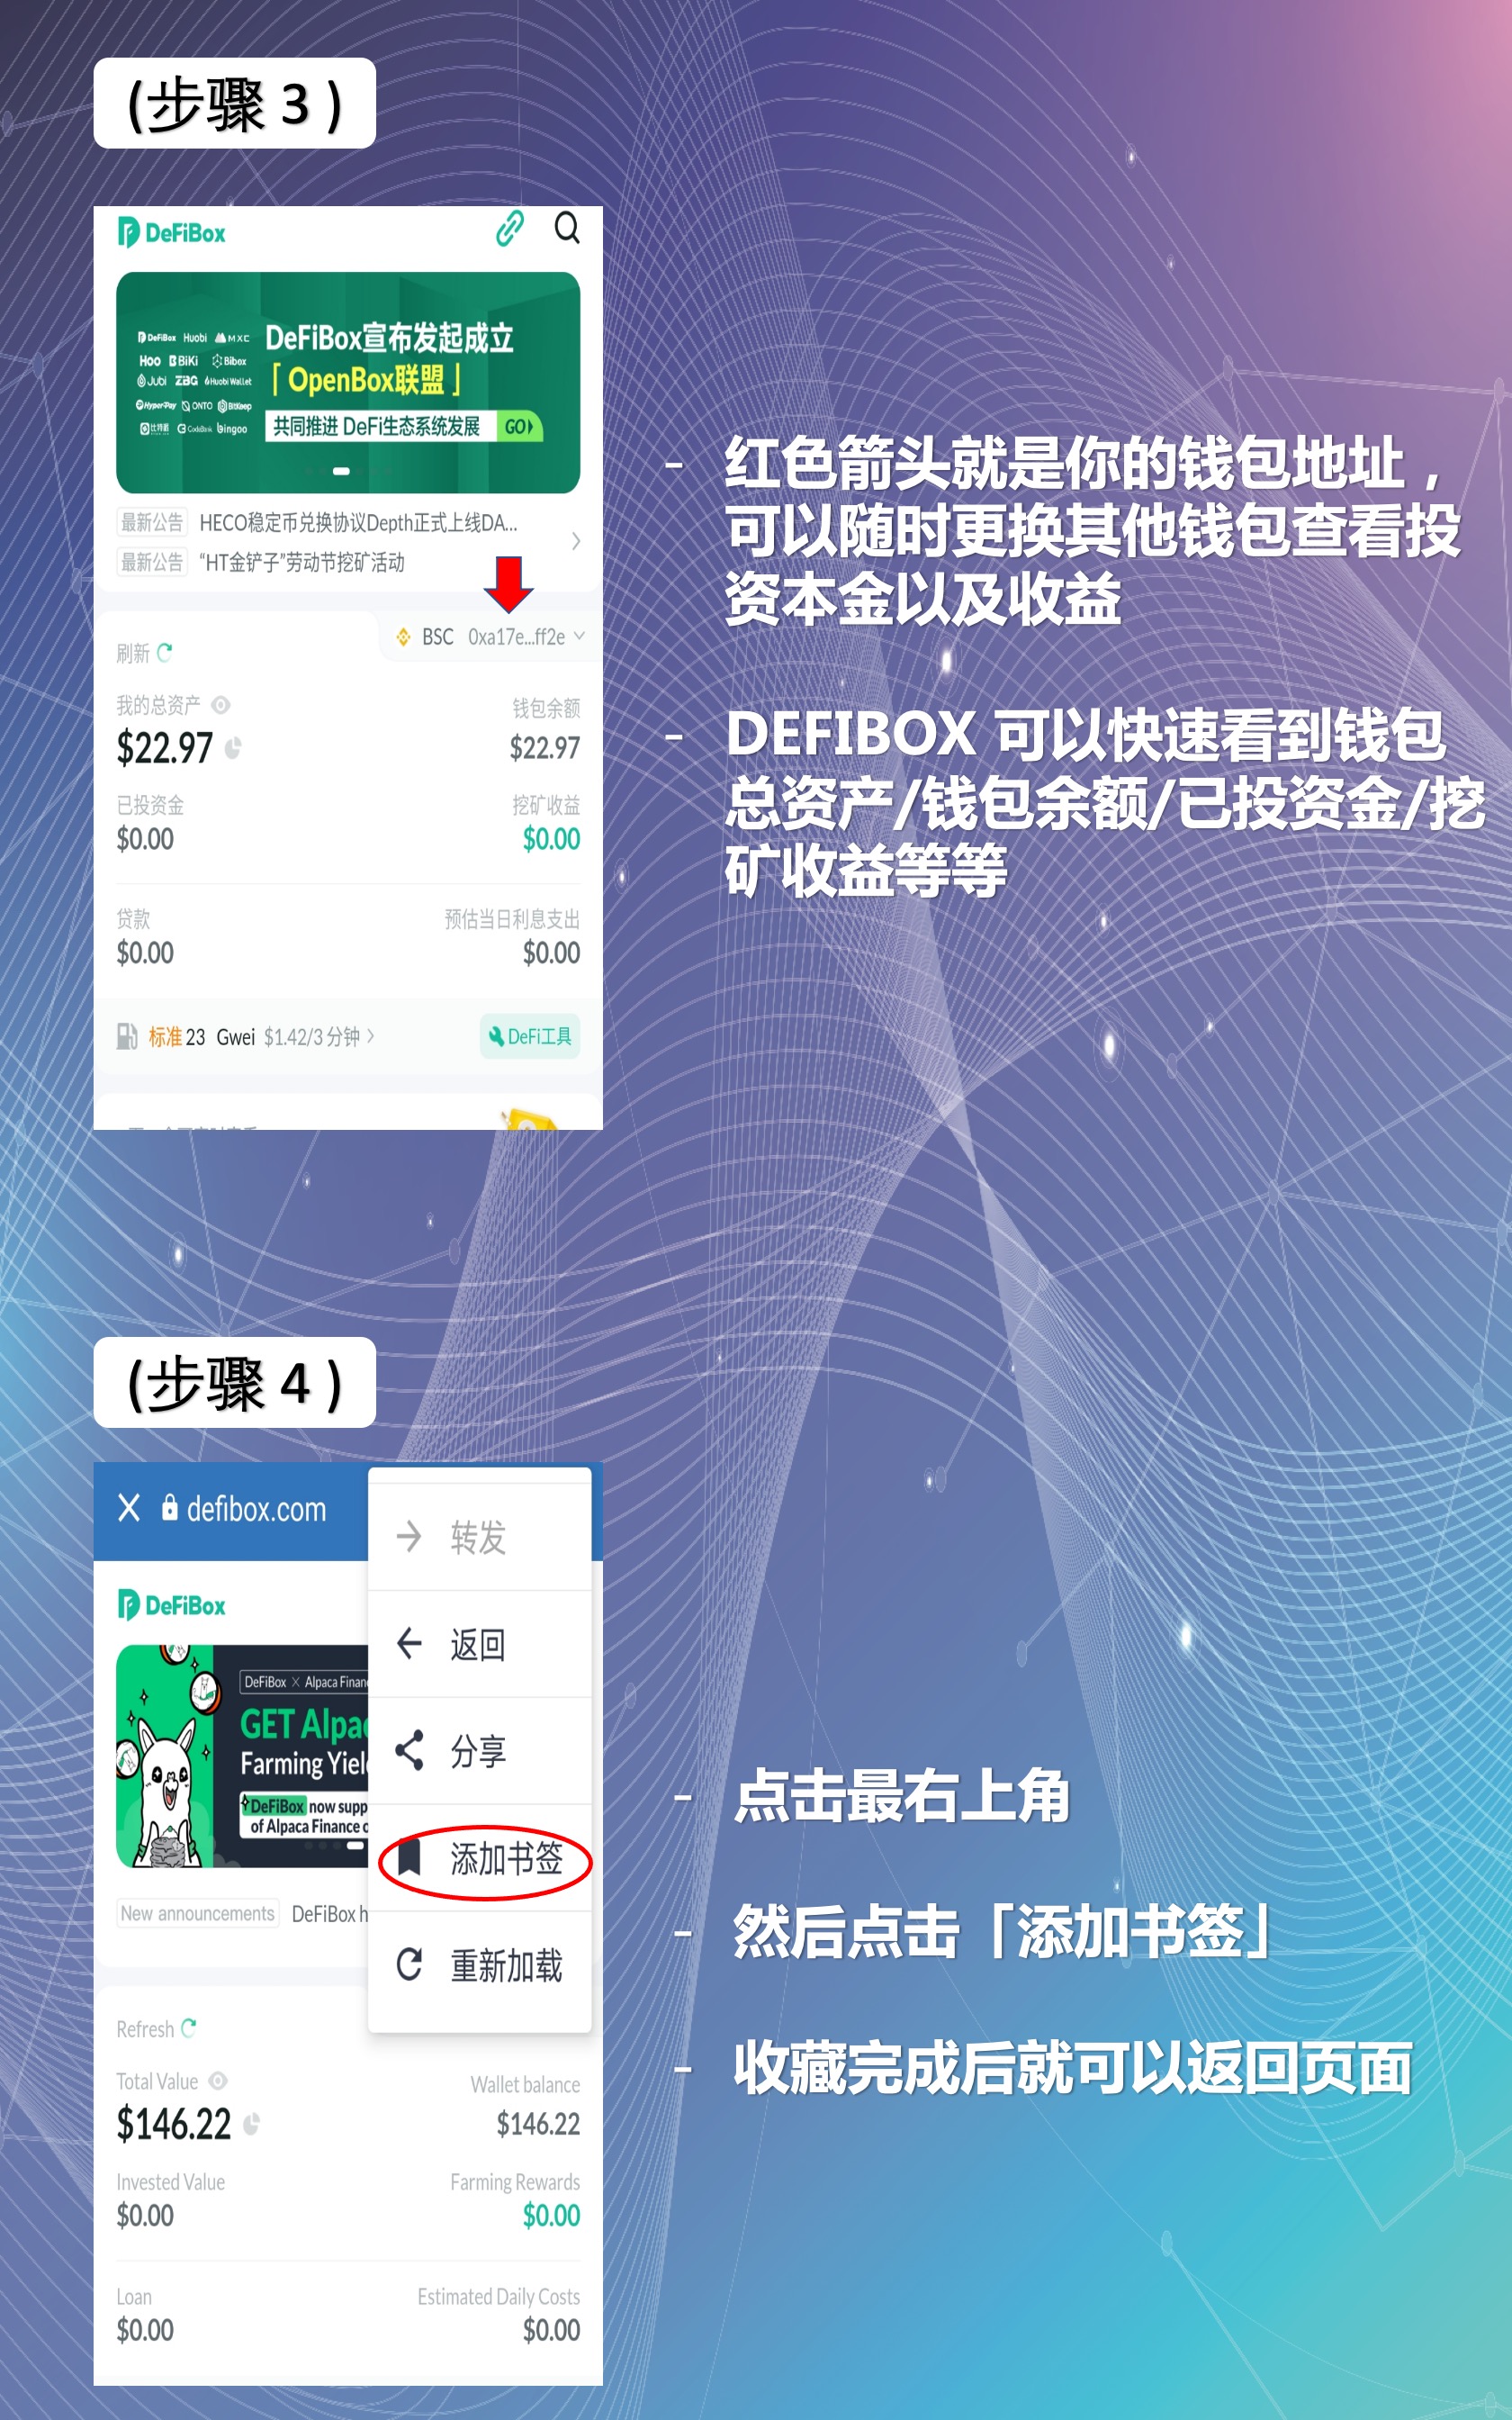 (步骤 3 )
DeFiBox
DeFiBox Huobi MXC
Hoo BiKi Bibox
JUbi ZBG Huobi Wallet
HyperPay ONTO BitKeep
比特派 CoinBank bingoo
DeFiBox宣布发起成立
「 OpenBox联盟 」
共同推进 DeFi生态系统发展 GO
最新公告 HECO稳定币兑换协议Depth正式上线DA...
最新公告 “HT金铲子”劳动节挖矿活动
BSC 0xa17e...ff2e
刷新
我的总资产 钱包余额
$22.97 $22.97
已投资金 挖矿收益
$0.00 $0.00
贷款 预估当日利息支出
$0.00 $0.00
标准 23 Gwei $1.42/3 分钟 DeFi工具
- 红色箭头就是你的钱包地址，
可以随时更换其他钱包查看投
资本金以及收益
- DEFIBOX 可以快速看到钱包
总资产/钱包余额/已投资金/挖
矿收益等等
(步骤 4 )
defibox.com
DeFiBox
DeFiBox X Alpaca Finan
GET Alpac
Farming Yiel
DeFiBox now supp
of Alpaca Finance o
New announcements DeFiBox h
转发
返回
分享
添加书签
重新加载
Refresh
Total Value Wallet balance
$146.22 $146.22
Invested Value Farming Rewards
$0.00 $0.00
Loan Estimated Daily Costs
$0.00 $0.00
- 点击最右上角
- 然后点击「添加书签」
- 收藏完成后就可以返回页面